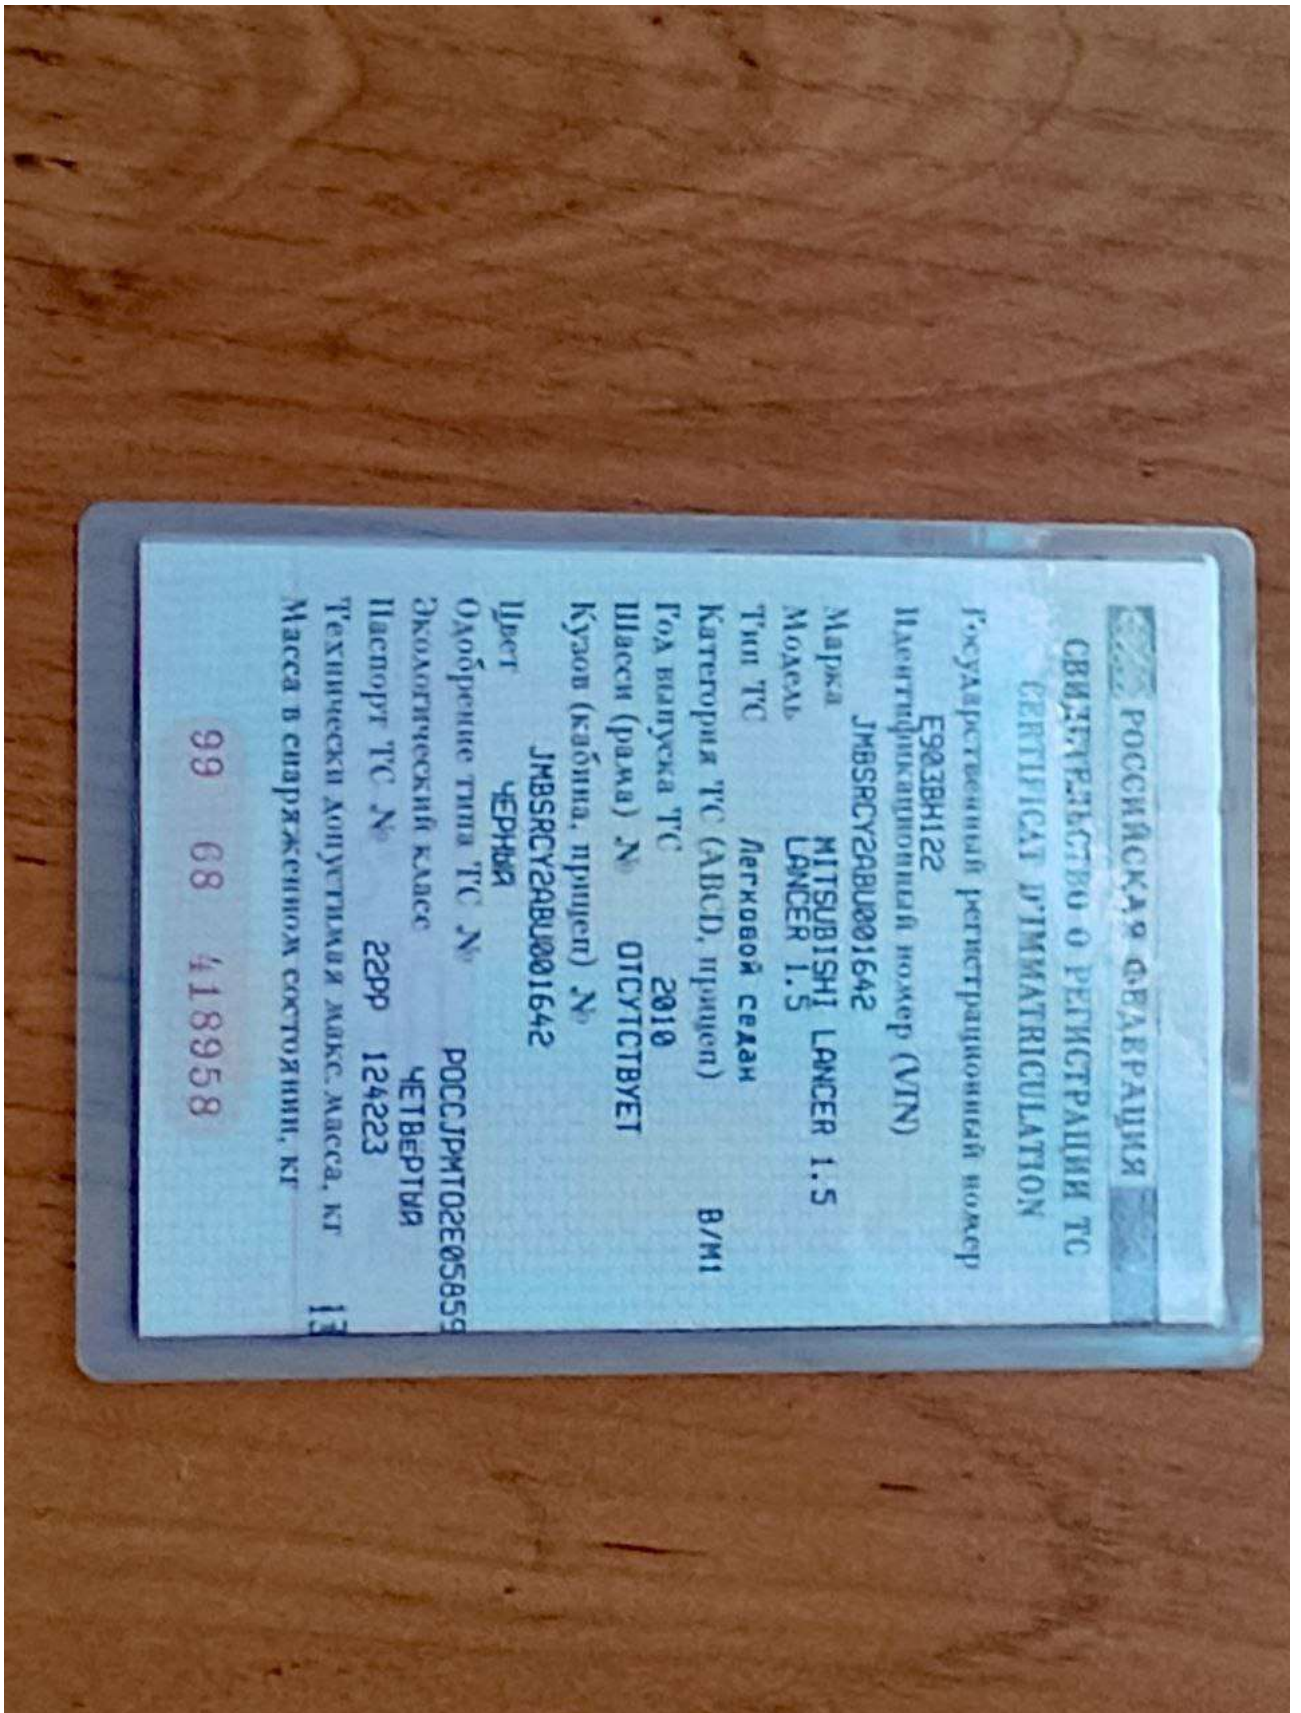 РОССИЙСКАЯ ФЕДЕРАЦИЯ
СВИДЕТЕЛЬСТВО О РЕГИСТРАЦИИ ТС
CERTIFICAT D'IMMATRICULATION
Государственный регистрационный номер
Е903ВН122
Идентификационный номер (VIN)
JMBSRCY2ABU001642
Марка MITSUBISHI LANCER 1.5
Модель LANCER 1.5
Тип ТС Легковой седан
Категория ТС (ABCD, прицеп) B/M1
Год выпуска ТС 2010
Шасси (рама) № ОТСУТСТВУЕТ
Кузов (кабина, прицеп) №
JMBSRCY2ABU001642
Цвет ЧЕРНЫЙ
Одобрение типа ТС № РОССJPMT02E05859
Экологический класс ЧЕТВЕРТЫЙ
Паспорт ТС № 22РР 124223
Технически допустимая макс. масса, кг 13
Масса в снаряженном состоянии, кг
99 68 418958